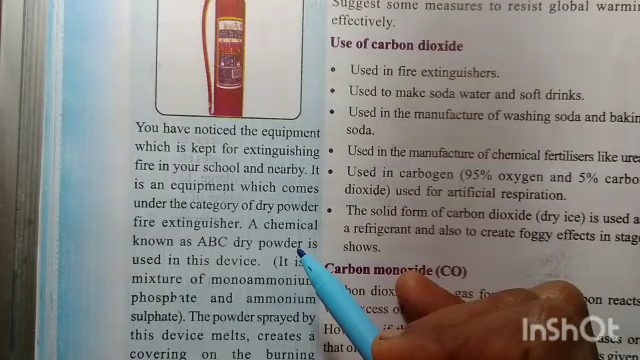 Suggest some measures to resist global
effectively.
Use of carbon dioxide
• Used in fire extinguishers.
• Used to make soda water and soft drinks.
• Used in the manufacture of washing soda and
soda.
• Used in the manufacture of chemical fertilisers like
• Used in carbogen (95% oxygen and 5%
dioxide) used for artificial respiration.
• The solid form of carbon dioxide (dry ice) is used
a refrigerant and also to create foggy effects in
shows.
Carbon monoxide (CO)
gas
reacts
You have noticed the equipment
which is kept for extinguishing
fire in your school and nearby. It
is an equipment which comes
under the category of dry powder
fire extinguisher. A chemical
known as ABC dry powder is
used in this device. (It is
mixture of monoammonium
phosphate and ammonium
sulphate). The powder sprayed by
this device melts, creates a
covering on the burning
InShOt